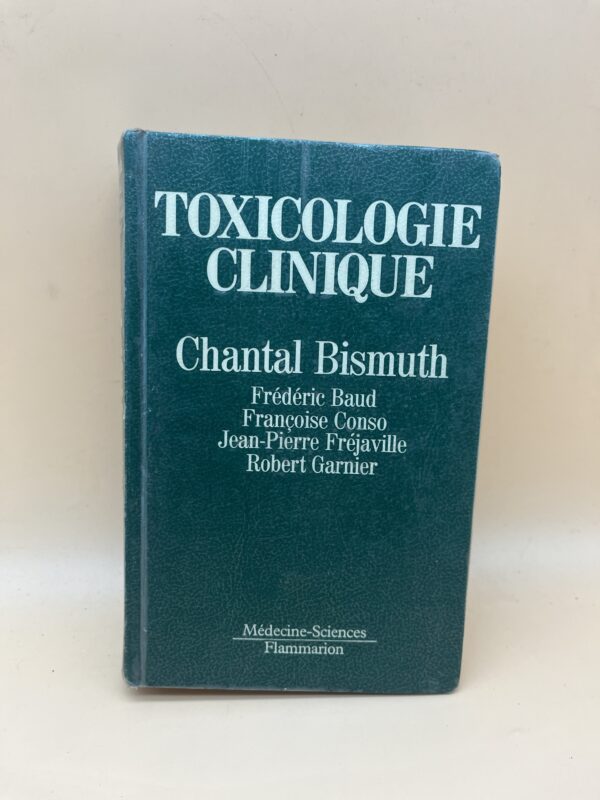 TOXICOLOGIE
CLINIQUE
Chantal Bismuth
Frédéric Baud
Françoise Conso
Jean-Pierre Fréjaville
Robert Garnier
Médecine-Sciences
Flammarion